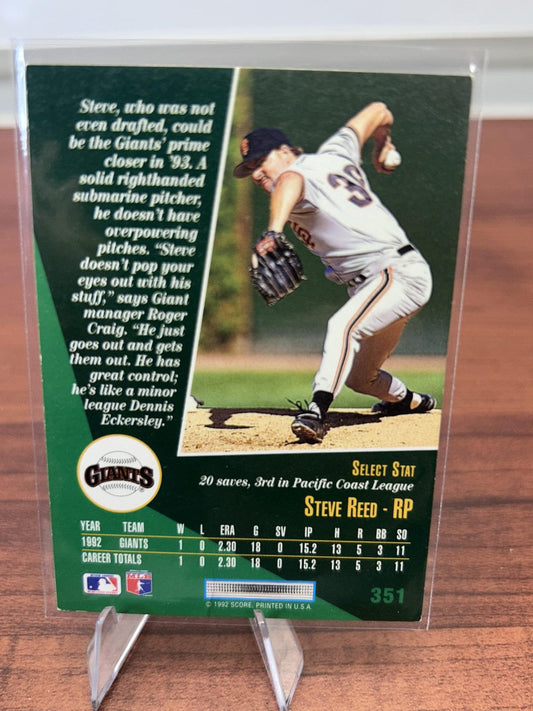 Steve, who was not
even drafted, could
be the Giants' prime
closer in '93. A
solid righthanded
submarine pitcher,
he doesn't have
overpowering
pitches. "Steve
doesn't pop your
eyes out with his
stuff," says Giant
manager Roger
Craig. "He just
goes out and gets
them out. He has
great control;
he's like a minor
league Dennis
Eckersley."
GIANTS
SELECT STAT
20 saves, 3rd in Pacific Coast League
STEVE REED - RP
YEAR TEAM W L ERA G SV IP H R BB SO
1992 GIANTS 1 0 2.30 18 0 15.2 13 5 3 11
CAREER TOTALS 1 0 2.30 18 0 15.2 13 5 3 11
351
© 1992 SCORE, PRINTED IN U.S.A.